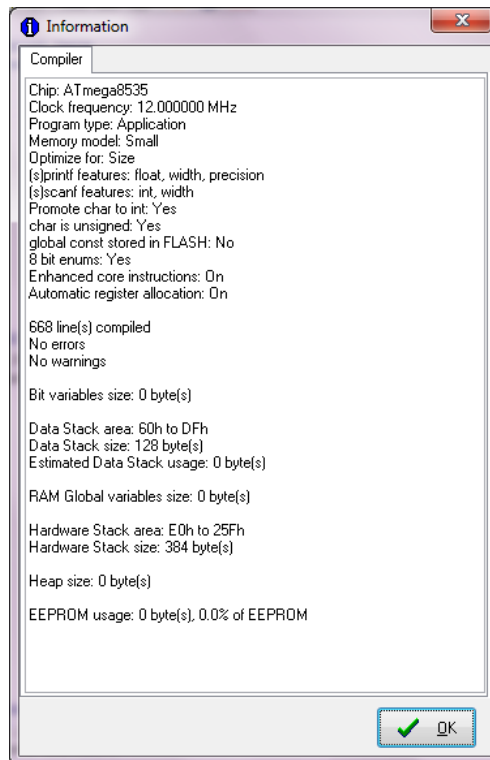 Information
Compiler
Chip: ATmega8535
Clock frequency: 12.000000 MHz
Program type: Application
Memory model: Small
Optimize for: Size
(s)printf features: float, width, precision
(s)scanf features: int, width
Promote char to int: Yes
char is unsigned: Yes
global const stored in FLASH: No
8 bit enums: Yes
Enhanced core instructions: On
Automatic register allocation: On
668 line(s) compiled
No errors
No warnings
Bit variables size: 0 byte(s)
Data Stack area: 60h to DFh
Data Stack size: 128 byte(s)
Estimated Data Stack usage: 0 byte(s)
RAM Global variables size: 0 byte(s)
Hardware Stack area: E0h to 25Fh
Hardware Stack size: 384 byte(s)
Heap size: 0 byte(s)
EEPROM usage: 0 byte(s), 0.0% of EEPROM
OK